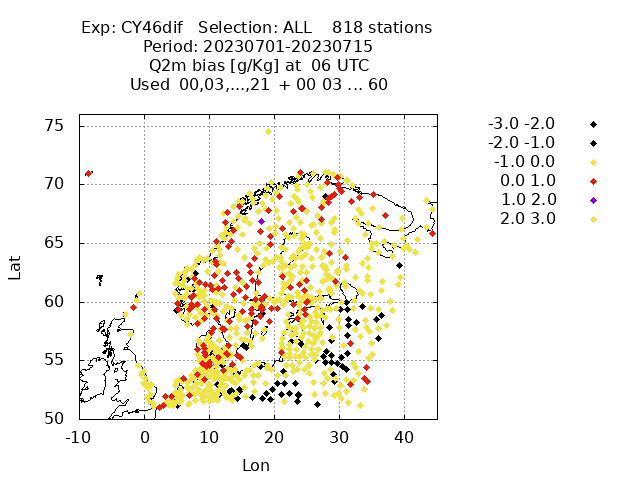 Exp: CY46dif   Selection: ALL    818 stations
Period: 20230701-20230715
Q2m bias [g/Kg] at  06 UTC
Used  00,03,...,21  + 00 03 ... 60
75
70
65
60
55
50
-10 0 10 20 30 40
Lat
Lon
-3.0 -2.0
-2.0 -1.0
-1.0 0.0
0.0 1.0
1.0 2.0
2.0 3.0